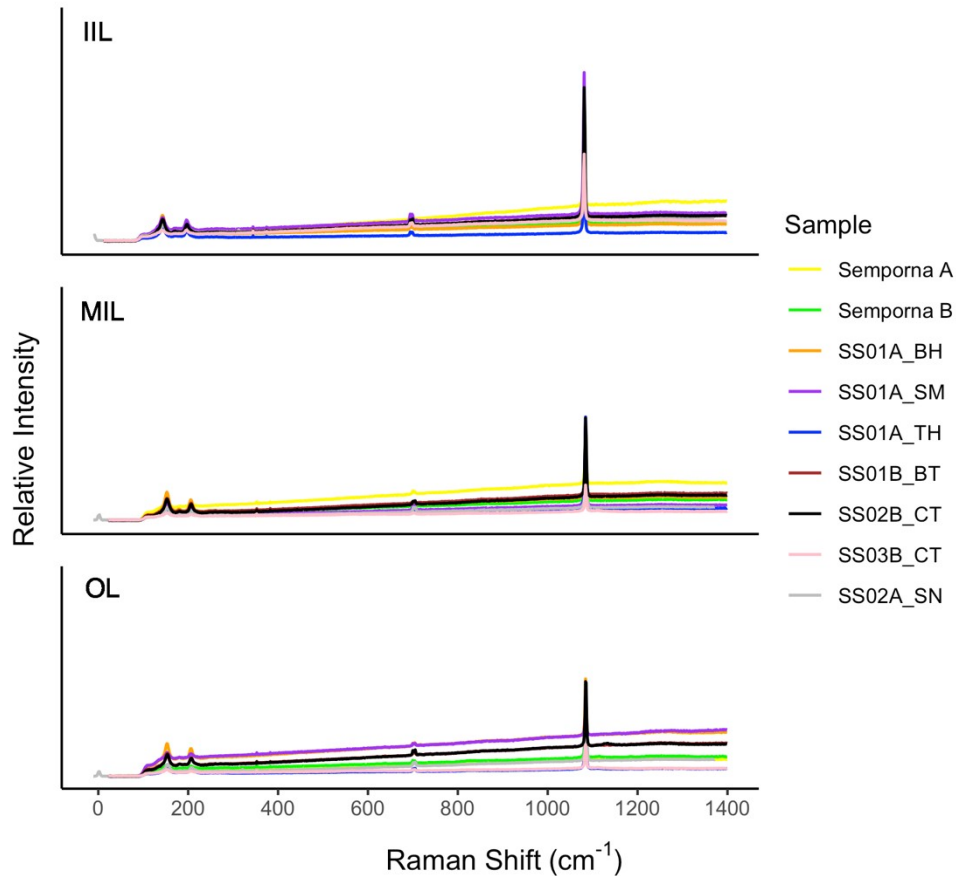 IIL
MIL
OL
Relative Intensity
0 200 400 600 800 1000 1200 1400
Raman Shift (cm⁻¹)
Sample
Semporna A
Semporna B
SS01A_BH
SS01A_SM
SS01A_TH
SS01B_BT
SS02B_CT
SS03B_CT
SS02A_SN